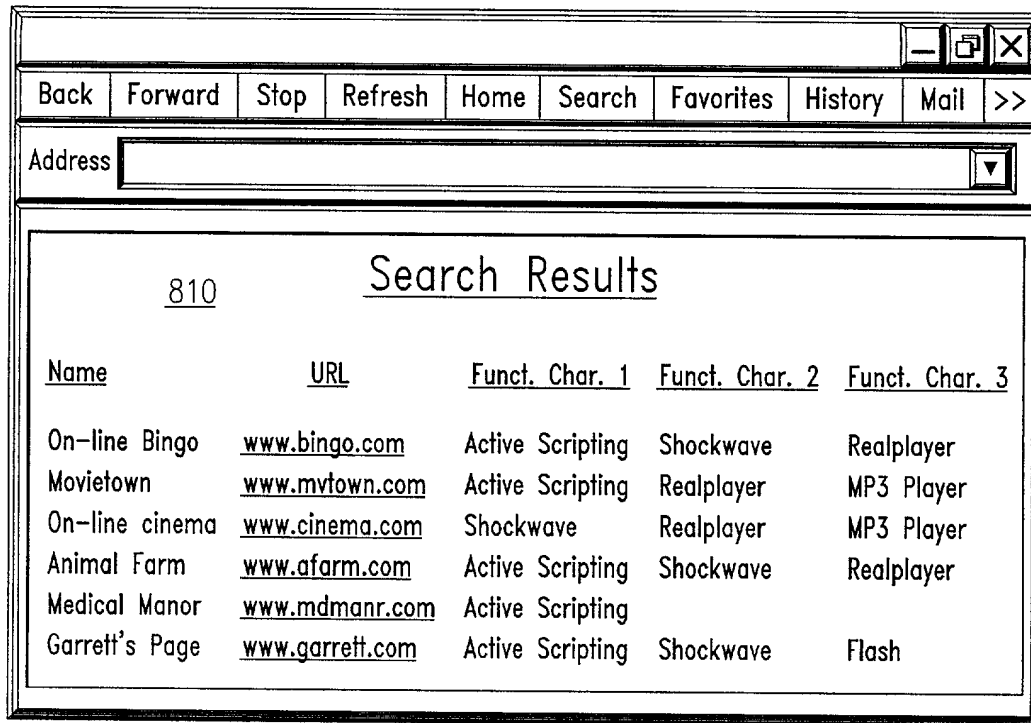 Back Forward Stop Refresh Home Search Favorites History Mail >>
Address
810 Search Results
Name URL Funct. Char. 1 Funct. Char. 2 Funct. Char. 3
On-line Bingo www.bingo.com Active Scripting Shockwave Realplayer
Movietown www.mvtown.com Active Scripting Realplayer MP3 Player
On-line cinema www.cinema.com Shockwave Realplayer MP3 Player
Animal Farm www.afarm.com Active Scripting Shockwave Realplayer
Medical Manor www.mdmanr.com Active Scripting
Garrett's Page www.garrett.com Active Scripting Shockwave Flash